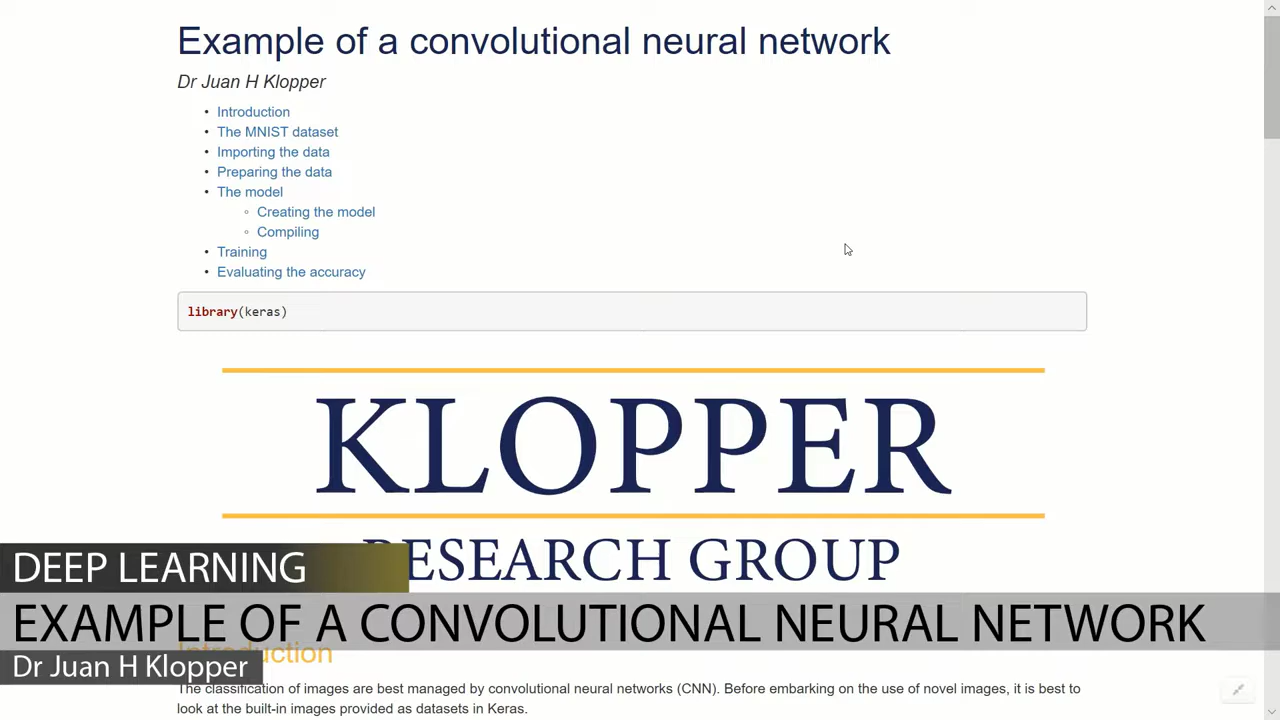 Example of a convolutional neural network
Dr Juan H Klopper
• Introduction
• The MNIST dataset
• Importing the data
• Preparing the data
• The model
◦ Creating the model
◦ Compiling
• Training
• Evaluating the accuracy
library(keras)
KLOPPER
RESEARCH GROUP
DEEP LEARNING
EXAMPLE OF A CONVOLUTIONAL NEURAL NETWORK
Introduction
Dr Juan H Klopper
The classification of images are best managed by convolutional neural networks (CNN). Before embarking on the use of novel images, it is best to
look at the built-in images provided as datasets in Keras.